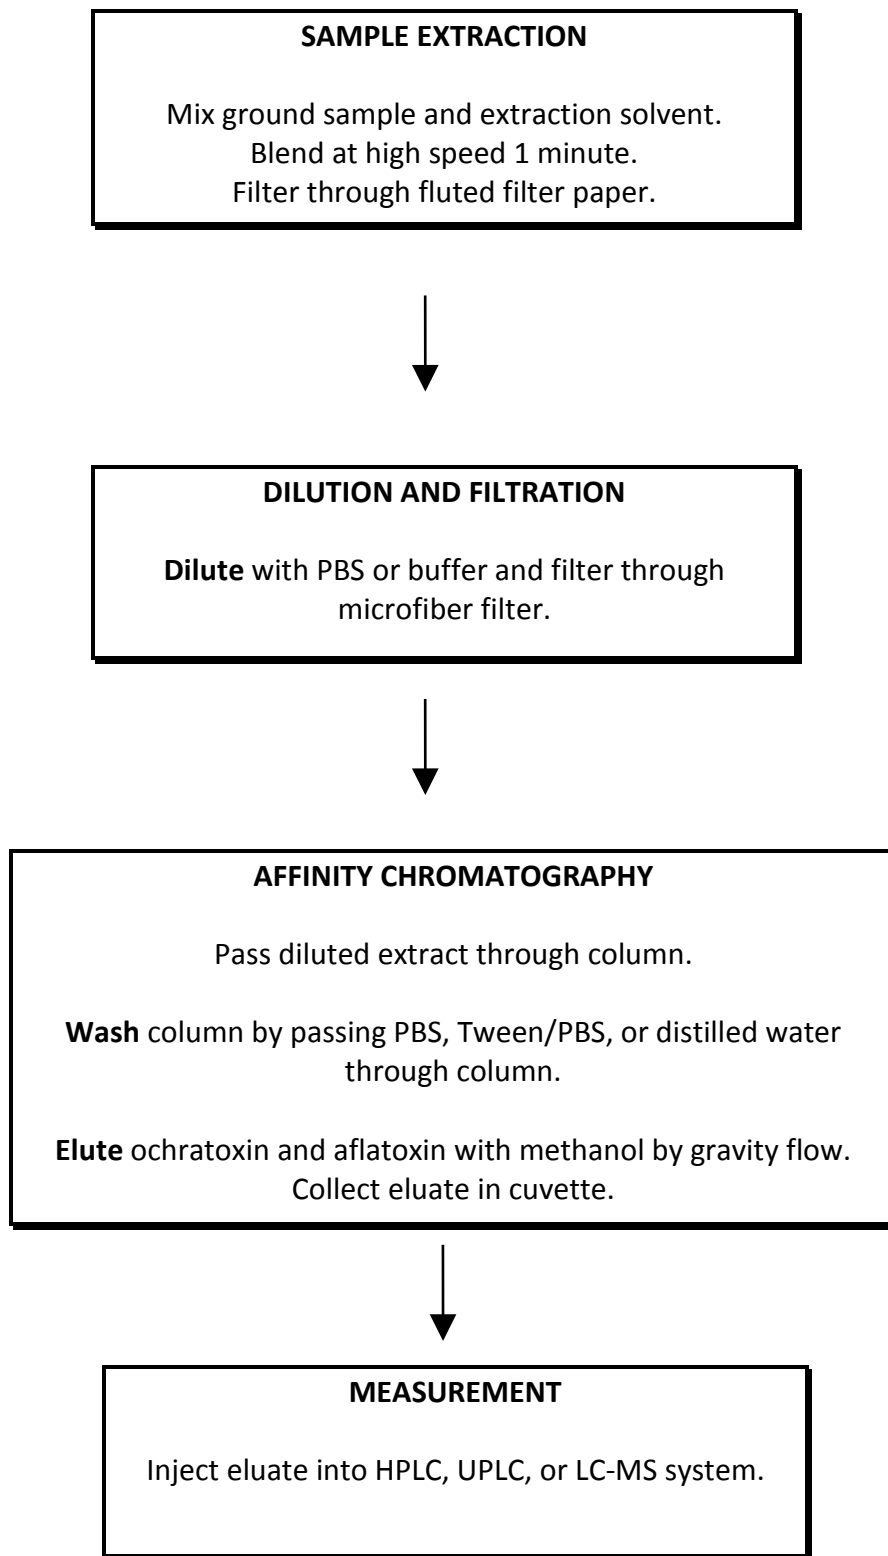 SAMPLE EXTRACTION
Mix ground sample and extraction solvent.
Blend at high speed 1 minute.
Filter through fluted filter paper.
DILUTION AND FILTRATION
Dilute with PBS or buffer and filter through
microfiber filter.
AFFINITY CHROMATOGRAPHY
Pass diluted extract through column.
Wash column by passing PBS, Tween/PBS, or distilled water
through column.
Elute ochratoxin and aflatoxin with methanol by gravity flow.
Collect eluate in cuvette.
MEASUREMENT
Inject eluate into HPLC, UPLC, or LC-MS system.